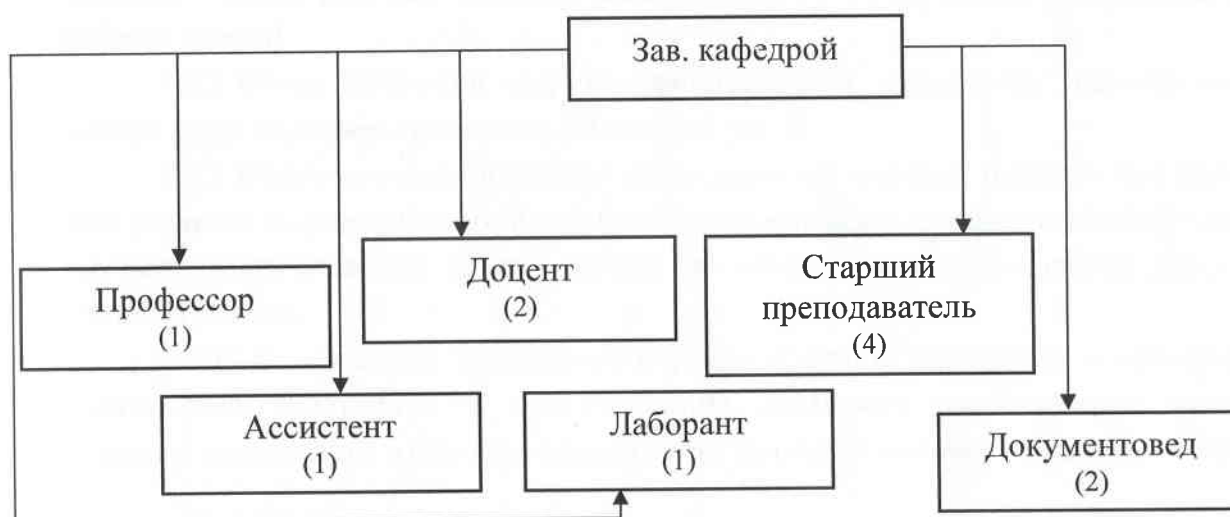 Зав. кафедрой
Профессор
(1)
Доцент
(2)
Старший
преподаватель
(4)
Ассистент
(1)
Лаборант
(1)
Документовед
(2)